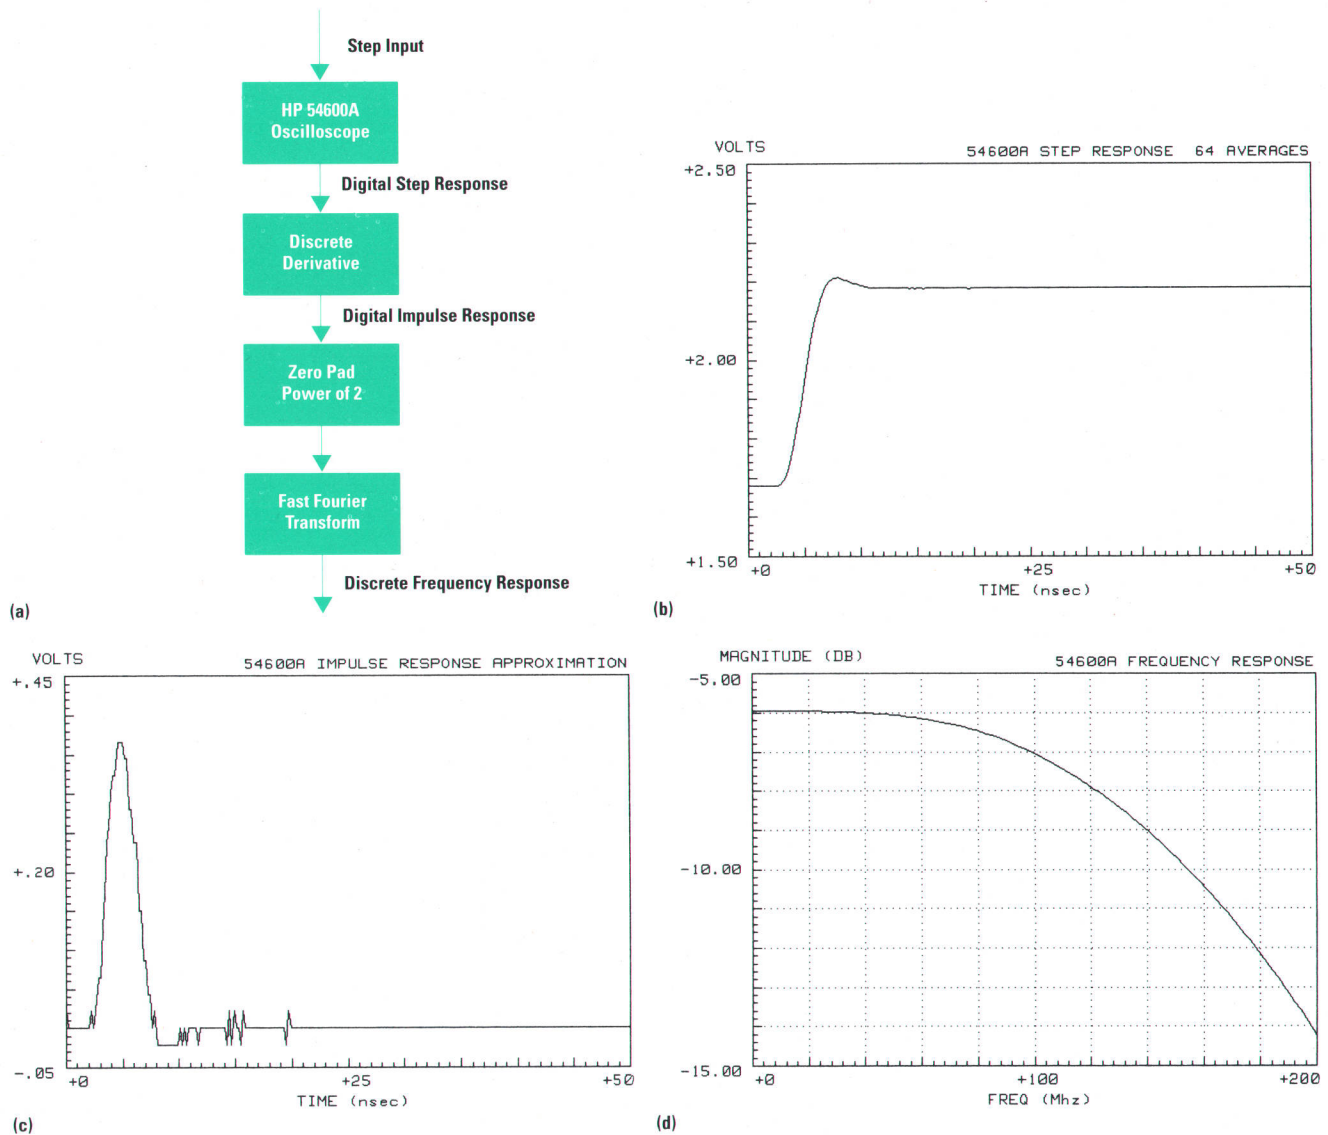 Step Input
HP 54600A
Oscilloscope
Digital Step Response
Discrete
Derivative
Digital Impulse Response
Zero Pad
Power of 2
Fast Fourier
Transform
Discrete Frequency Response
(a)
VOLTS
54600A STEP RESPONSE 64 AVERAGES
+2.50
+2.00
+1.50
+0
+25
+50
TIME (nsec)
(b)
VOLTS
54600A IMPULSE RESPONSE APPROXIMATION
+.45
+.20
-.05
+0
+25
+50
TIME (nsec)
(c)
MAGNITUDE (DB)
54600A FREQUENCY RESPONSE
-5.00
-10.00
-15.00
+0
+100
+200
FREQ (Mhz)
(d)